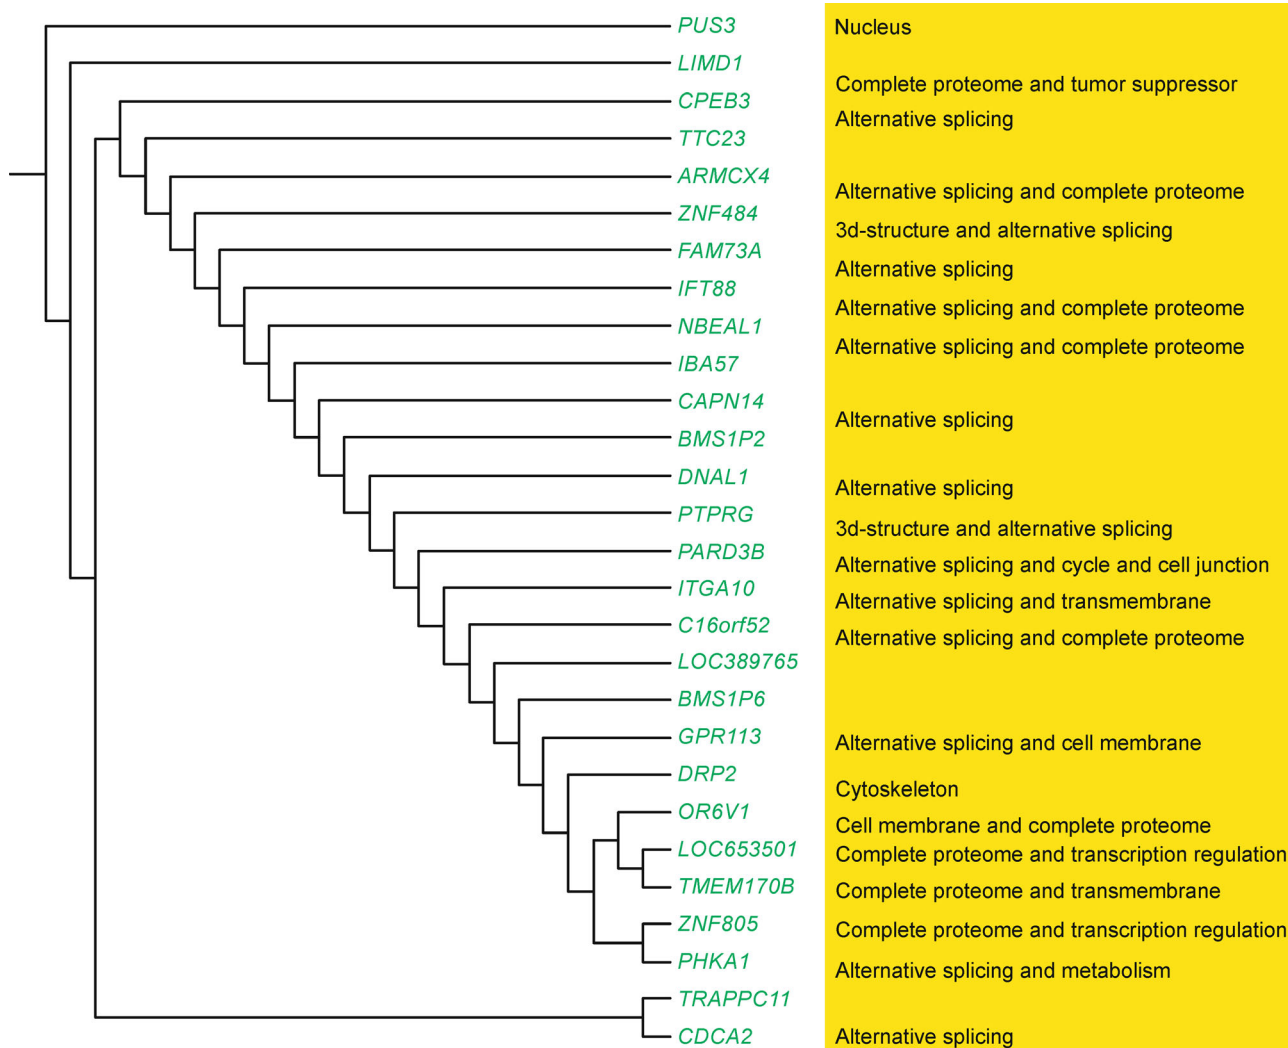 PUS3 Nucleus
LIMD1
Complete proteome and tumor suppressor
CPEB3
Alternative splicing
TTC23
ARMCX4
Alternative splicing and complete proteome
ZNF484
3d-structure and alternative splicing
FAM73A
Alternative splicing
IFT88
Alternative splicing and complete proteome
NBEAL1
Alternative splicing and complete proteome
IBA57
CAPN14
Alternative splicing
BMS1P2
DNAL1
Alternative splicing
PTPRG
3d-structure and alternative splicing
PARD3B
Alternative splicing and cycle and cell junction
ITGA10
Alternative splicing and transmembrane
C16orf52
Alternative splicing and complete proteome
LOC389765
BMS1P6
GPR113
Alternative splicing and cell membrane
DRP2
Cytoskeleton
OR6V1
Cell membrane and complete proteome
LOC653501
Complete proteome and transcription regulation
TMEM170B
Complete proteome and transmembrane
ZNF805
Complete proteome and transcription regulation
PHKA1
Alternative splicing and metabolism
TRAPPC11
CDCA2 Alternative splicing